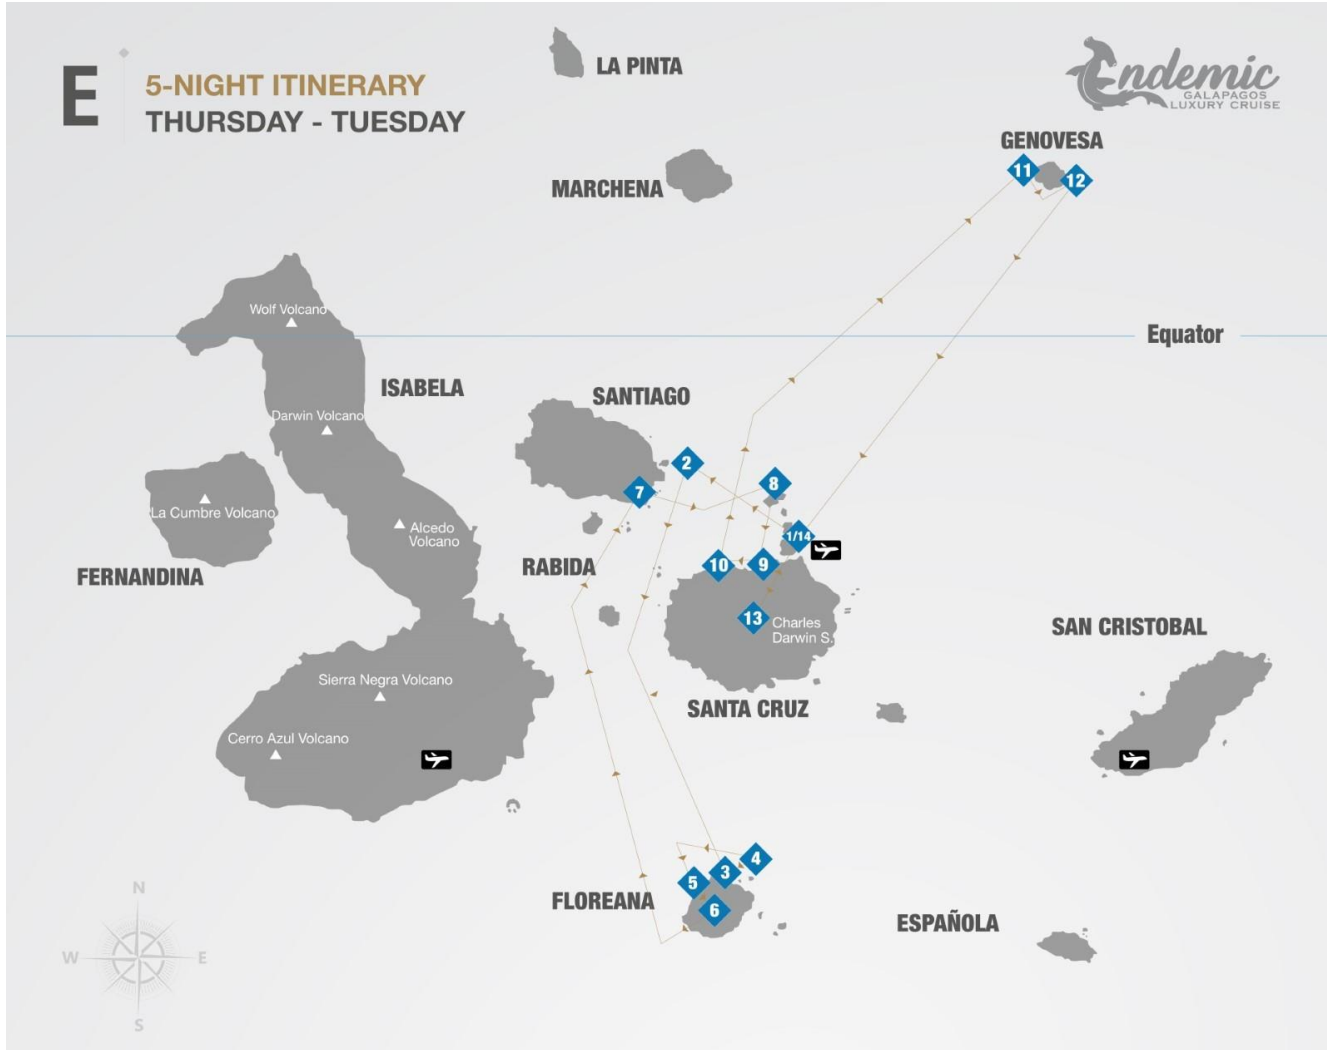 E
5-NIGHT ITINERARY
THURSDAY - TUESDAY
LA PINTA
Endemic
GALAPAGOS
LUXURY CRUISE
GENOVESA
11
12
MARCHENA
Wolf Volcano
Equator
ISABELA
SANTIAGO
Darwin Volcano
2
7
8
La Cumbre Volcano
Alcedo
Volcano
1/14
RABIDA
10
9
FERNANDINA
13
Charles
Darwin S.
SAN CRISTOBAL
Sierra Negra Volcano
SANTA CRUZ
Cerro Azul Volcano
4
3
5
FLOREANA
6
ESPAÑOLA
N
W
E
S